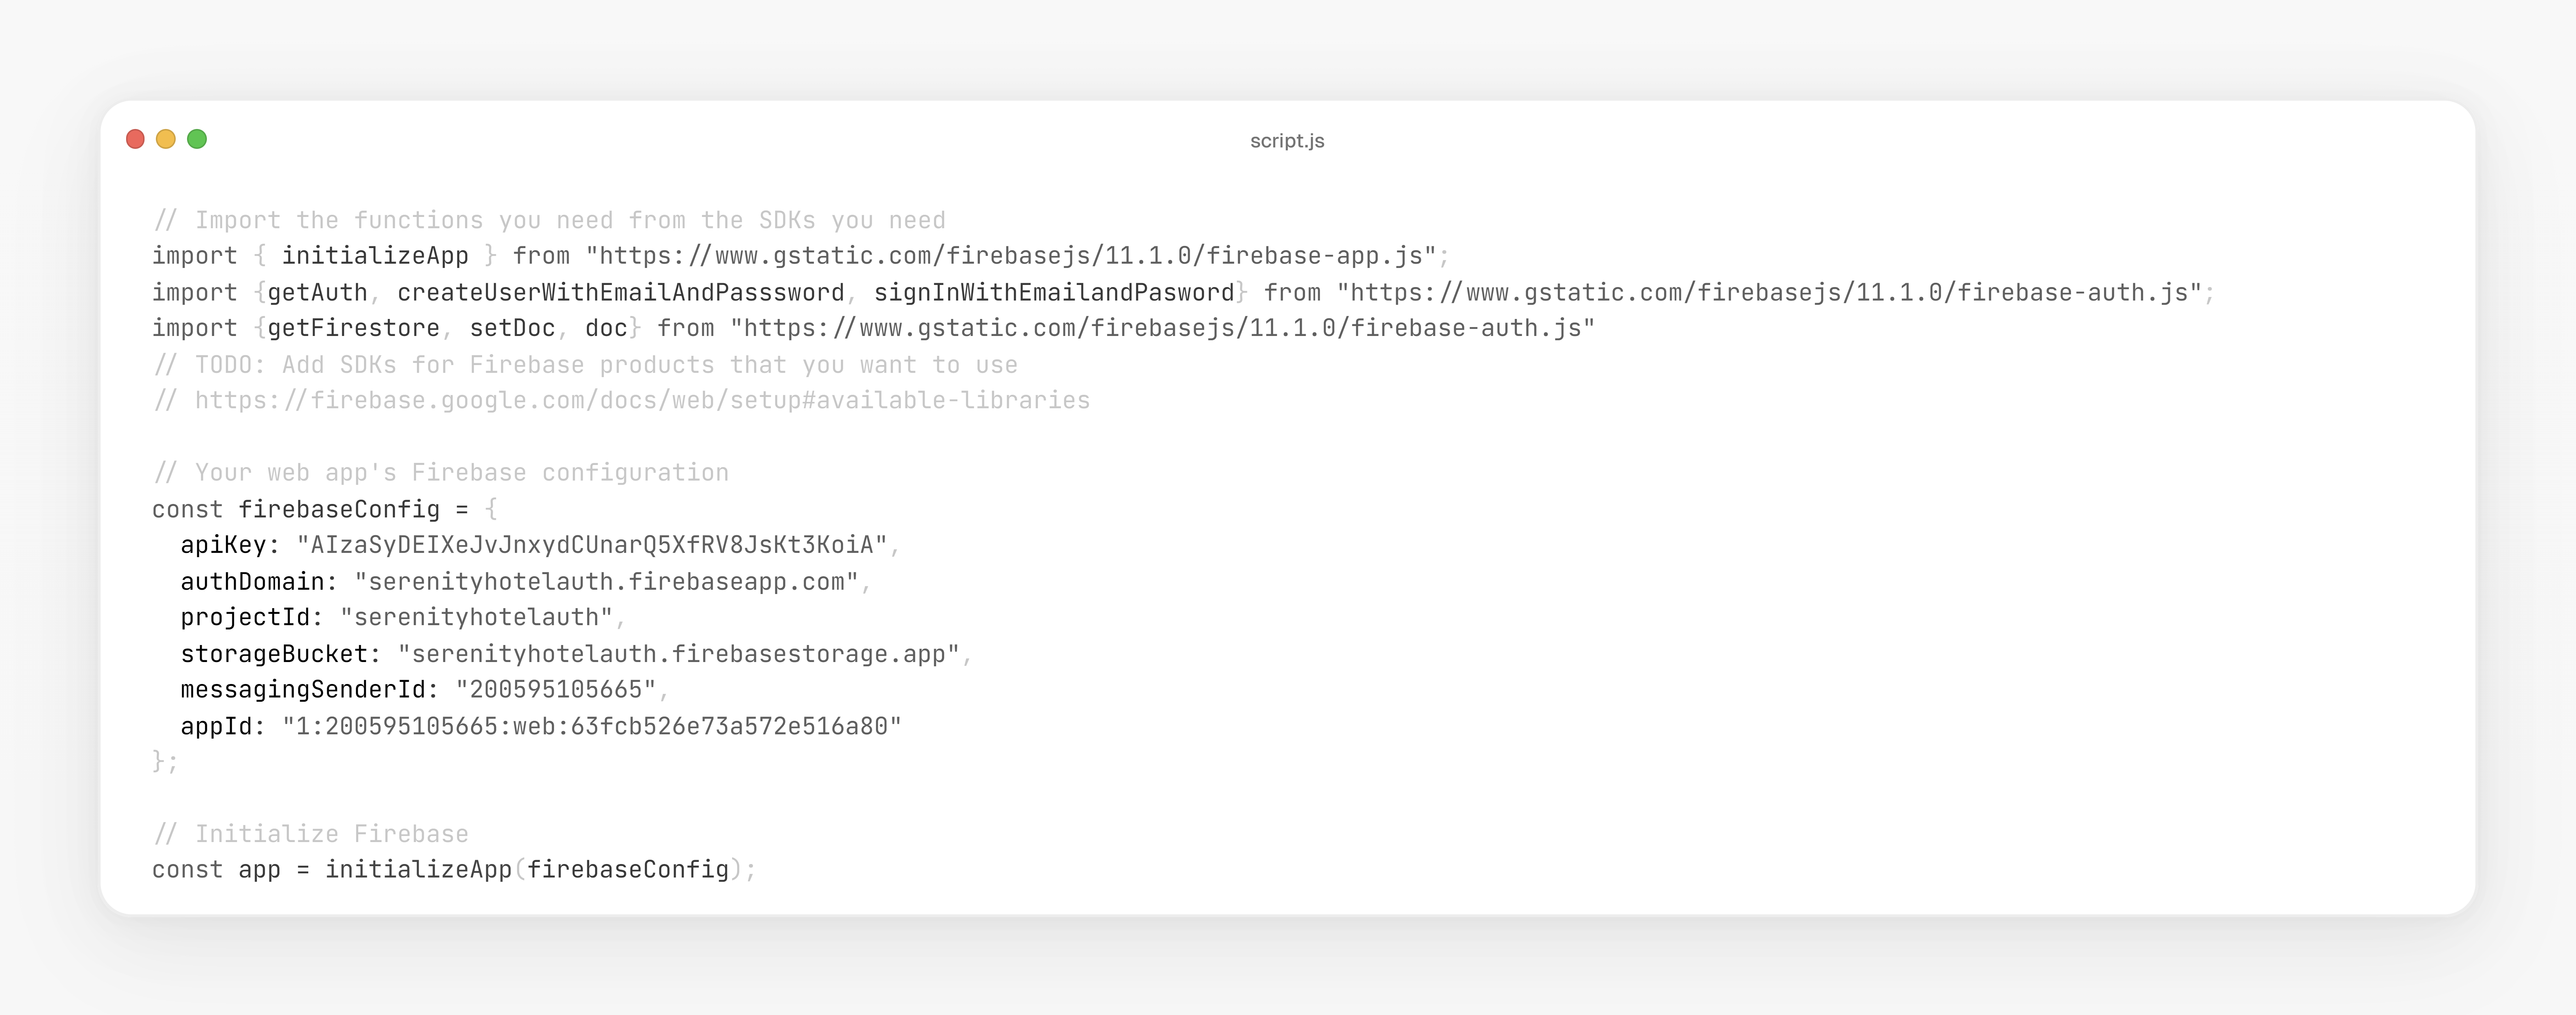 script.js
// Import the functions you need from the SDKs you need
import { initializeApp } from "https://www.gstatic.com/firebasejs/11.1.0/firebase-app.js";
import {getAuth, createUserWithEmailAndPasssword, signInWithEmailandPasword} from "https://www.gstatic.com/firebasejs/11.1.0/firebase-auth.js";
import {getFirestore, setDoc, doc} from "https://www.gstatic.com/firebasejs/11.1.0/firebase-auth.js"
// TODO: Add SDKs for Firebase products that you want to use
// https://firebase.google.com/docs/web/setup#available-libraries
// Your web app's Firebase configuration
const firebaseConfig = {
  apiKey: "AIzaSyDEIXeJvJnxydCUnarQ5XfRV8JsKt3KoiA",
  authDomain: "serenityhotelauth.firebaseapp.com",
  projectId: "serenityhotelauth",
  storageBucket: "serenityhotelauth.firebasestorage.app",
  messagingSenderId: "200595105665",
  appId: "1:200595105665:web:63fcb526e73a572e516a80"
};
// Initialize Firebase
const app = initializeApp(firebaseConfig);